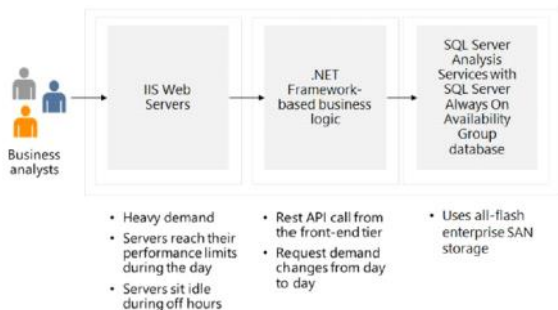 Business
analysts
IIS Web
Servers
.NET
Framework-
based business
logic
SQL Server
Analysis
Services with
SQL Server
Always On
Availability
Group
database
• Heavy demand
• Servers reach their
performance limits
during the day
• Servers sit idle
during off hours
• Rest API call from
the front-end tier
• Request demand
changes from day
to day
• Uses all-flash
enterprise SAN
storage